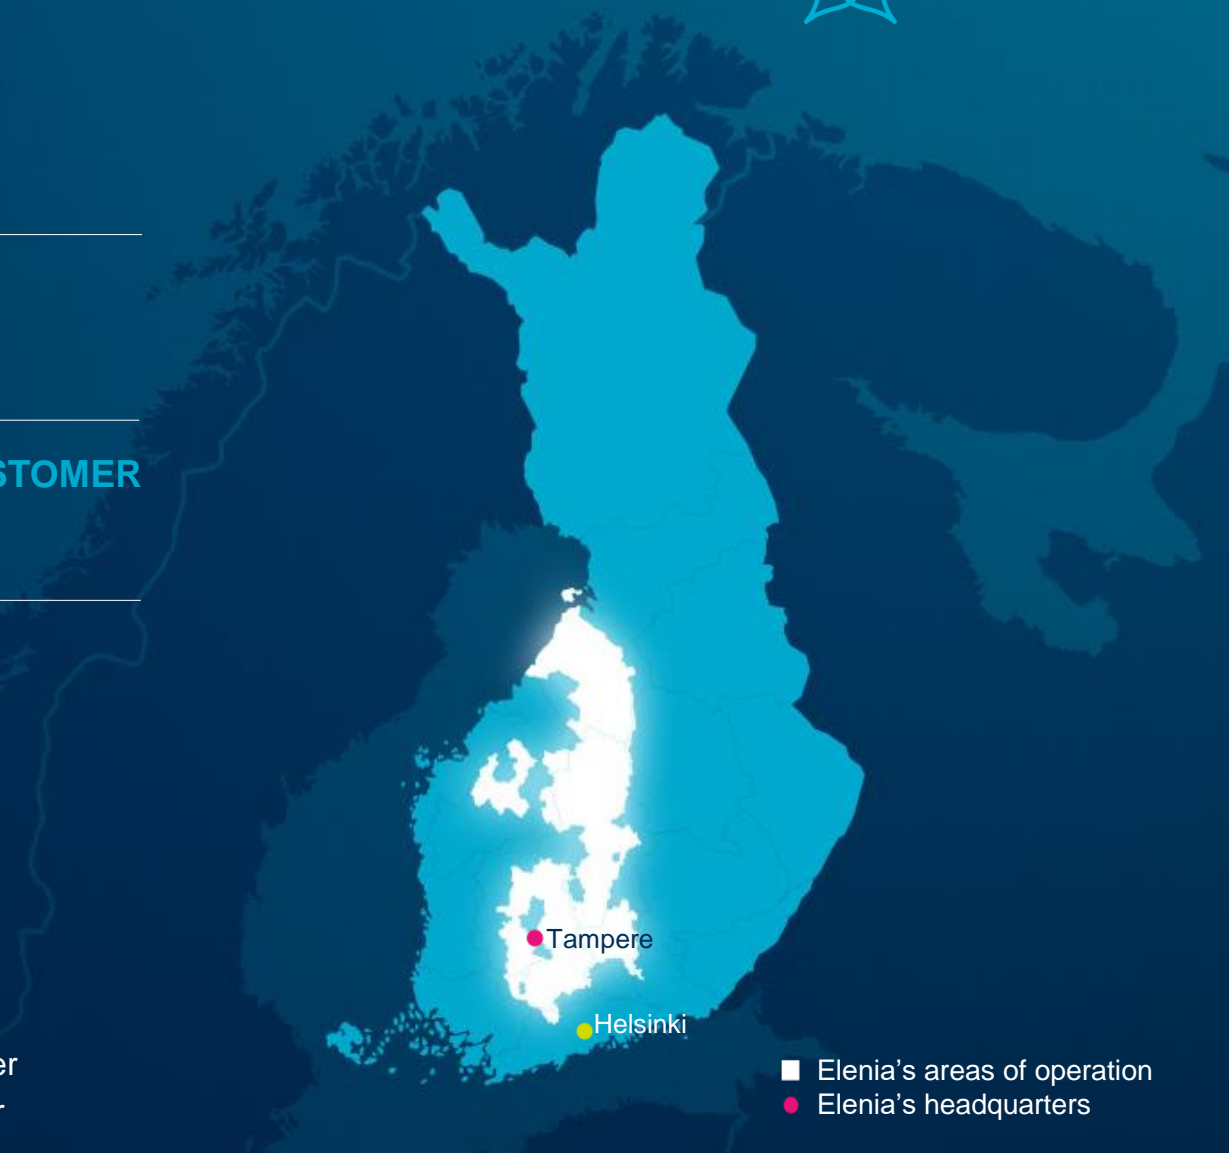 STOMER
Tampere
Helsinki
er
r
Elenia’s areas of operation
Elenia’s headquarters